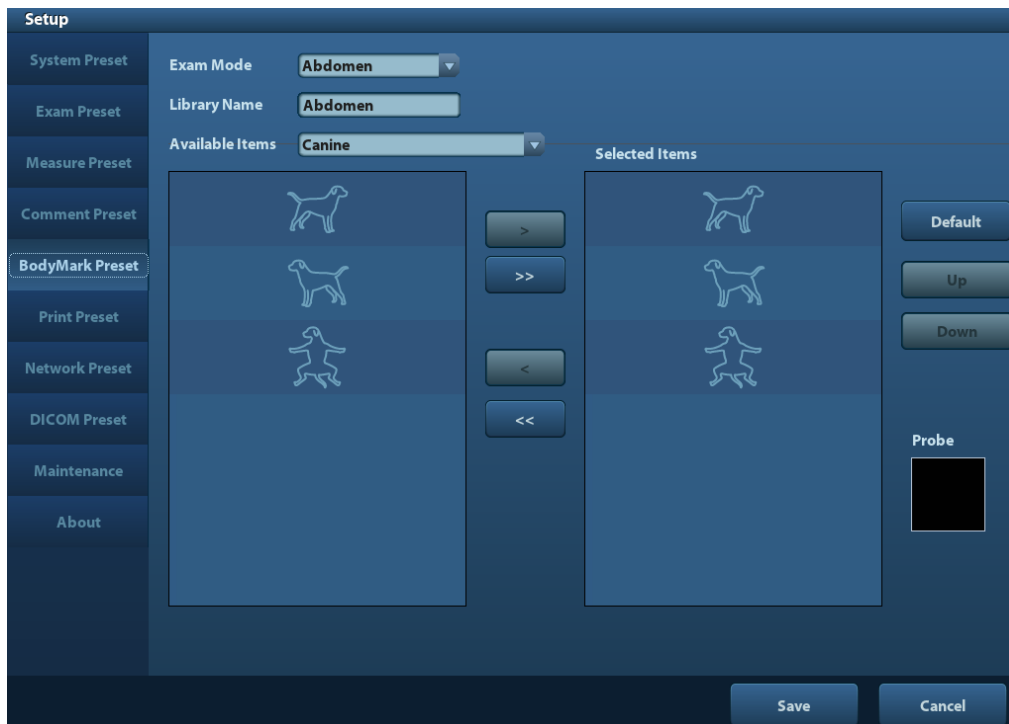 Setup
System Preset
Exam Preset
Measure Preset
Comment Preset
BodyMark Preset
Print Preset
Network Preset
DICOM Preset
Maintenance
About
Exam Mode Abdomen
Library Name Abdomen
Available Items Canine
Selected Items
>
>>
<
<<
Default
Up
Down
Probe
Save Cancel